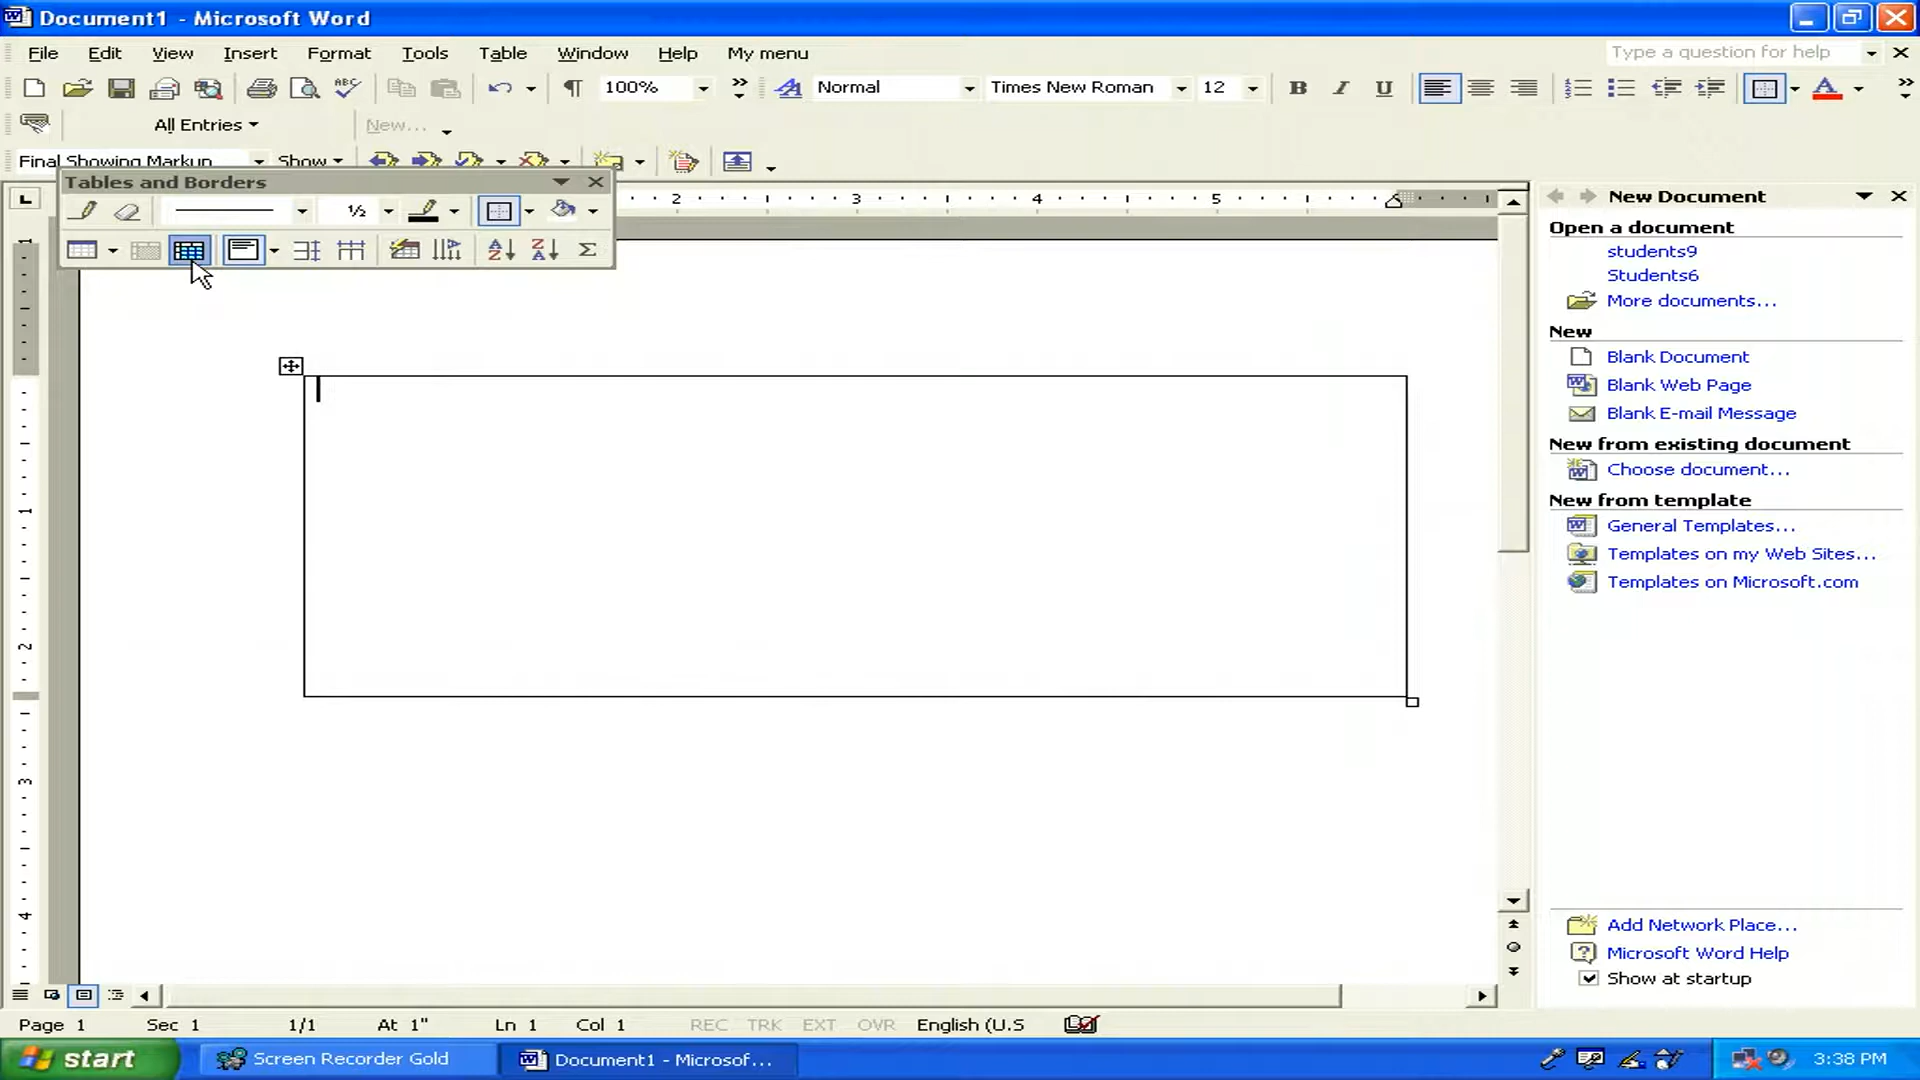 Document1 - Microsoft Word
File Edit View Insert Format Tools Table Window Help My menu Type a question for help
100% Normal Times New Roman 12 B I U A
All Entries New...
Final Showing Markup Show
Tables and Borders
½
2 3 4 5
1
2
3
4
New Document
Open a document
students9
Students6
More documents...
New
Blank Document
Blank Web Page
Blank E-mail Message
New from existing document
Choose document...
New from template
General Templates...
Templates on my Web Sites...
Templates on Microsoft.com
Add Network Place...
Microsoft Word Help
Show at startup
Page 1 Sec 1 1/1 At 1" Ln 1 Col 1 REC TRK EXT OVR English (U.S
start Screen Recorder Gold Document1 - Microsof... 3:38 PM